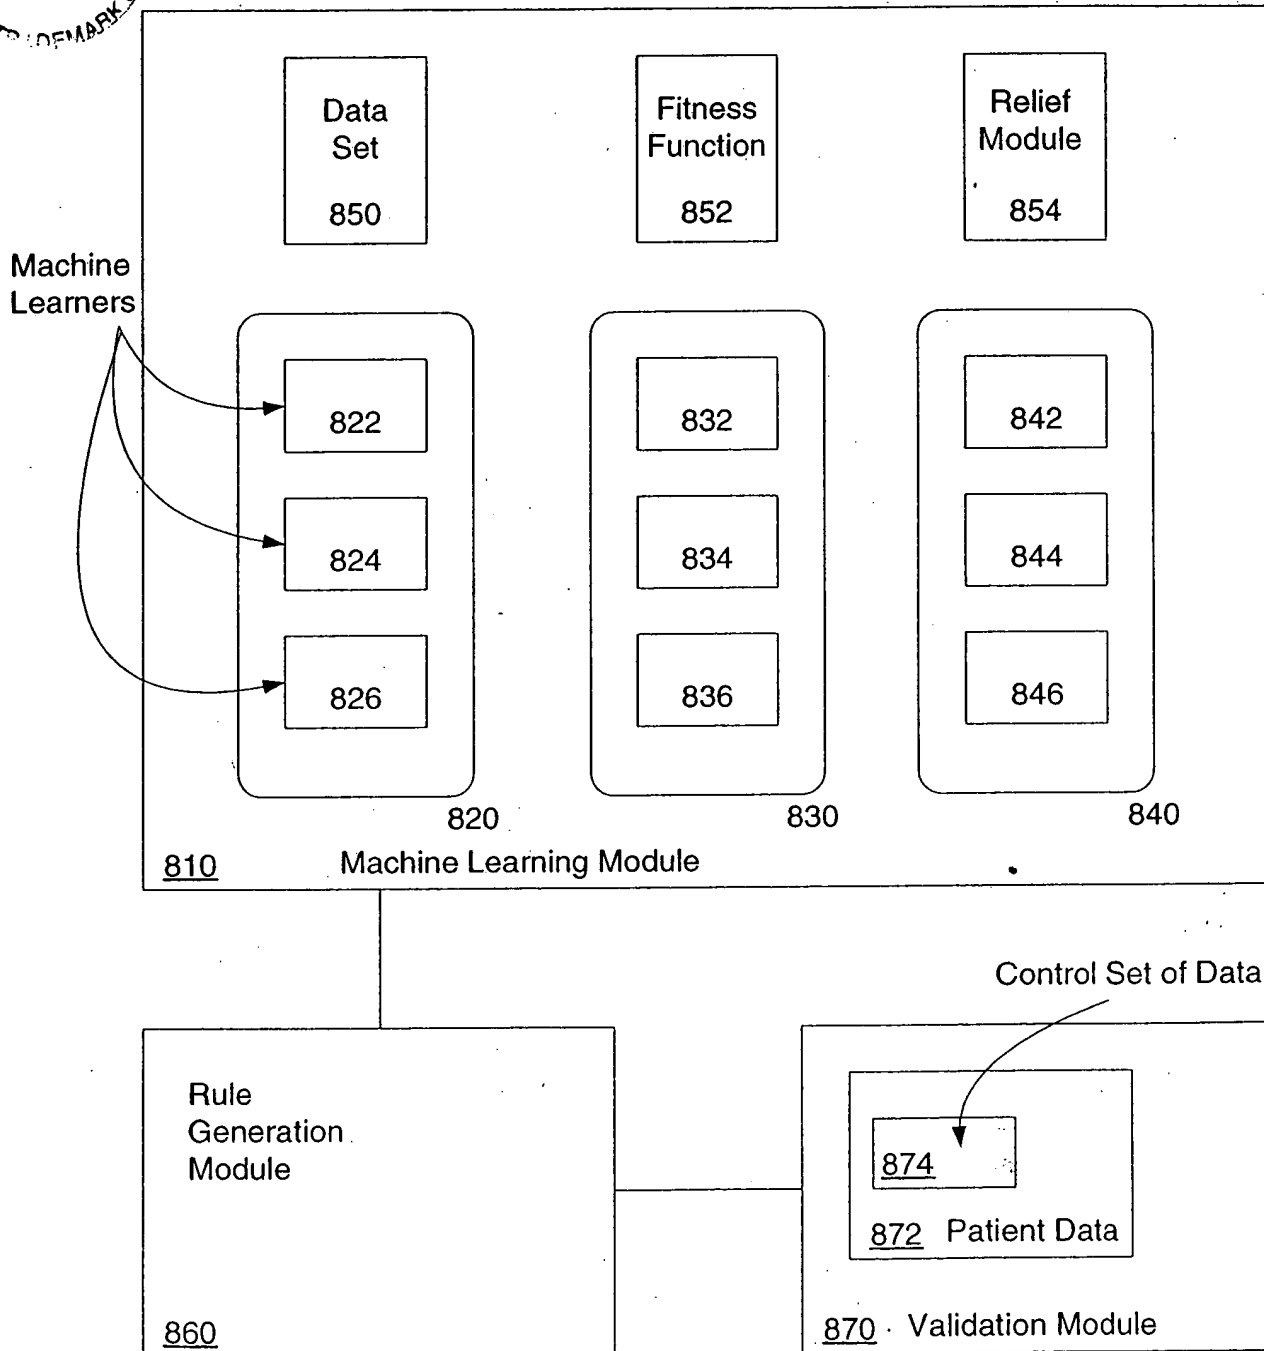 TRADEMARK
Data
Set
850
Fitness
Function
852
Relief
Module
854
Machine
Learners
822
832
842
824
834
844
826
836
846
820
830
840
810
Machine Learning Module
Control Set of Data
Rule
Generation
Module
860
874
872 Patient Data
870 Validation Module